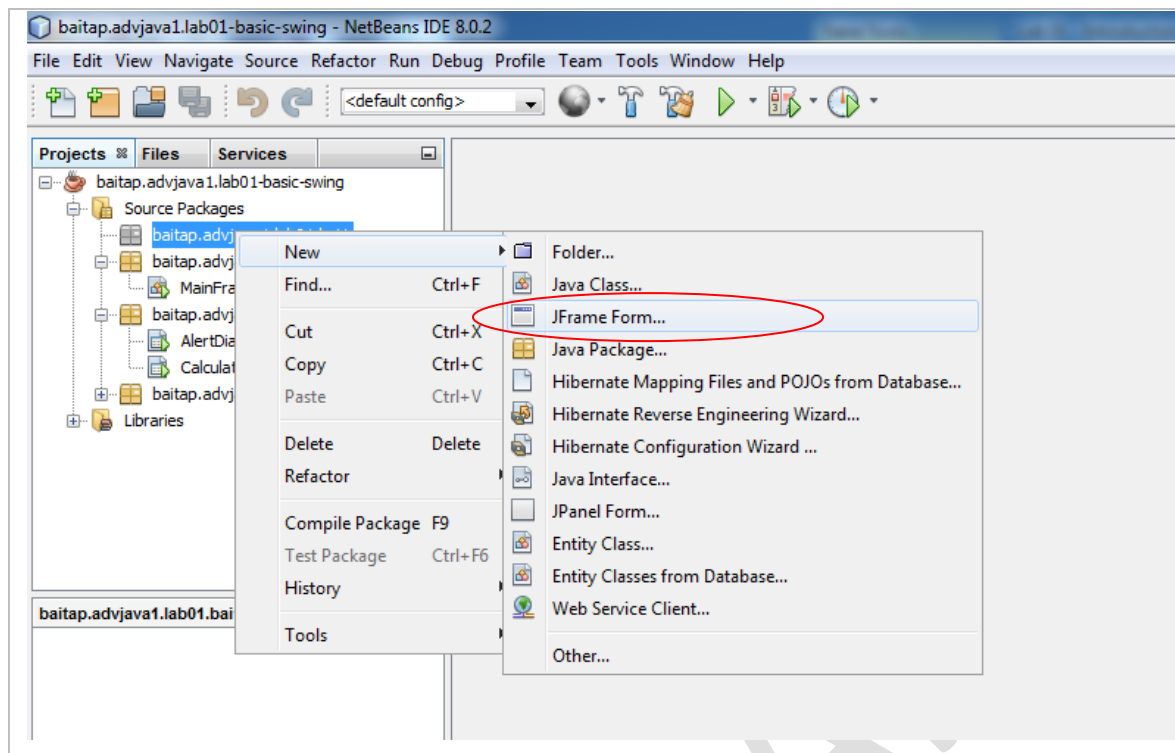 baitap.advjava1.lab01-basic-swing - NetBeans IDE 8.0.2
File Edit View Navigate Source Refactor Run Debug Profile Team Tools Window Help
<default config>
Projects Files Services
baitap.advjava1.lab01-basic-swing
Source Packages
baitap.advj
baitap.advj
MainFra
baitap.advj
AlertDia
Calculat
baitap.advj
Libraries
baitap.advjava1.lab01.bai
New
Find... Ctrl+F
Cut Ctrl+X
Copy Ctrl+C
Paste Ctrl+V
Delete Delete
Refactor
Compile Package F9
Test Package Ctrl+F6
History
Tools
Folder...
Java Class...
JFrame Form...
Java Package...
Hibernate Mapping Files and POJOs from Database...
Hibernate Reverse Engineering Wizard...
Hibernate Configuration Wizard ...
Java Interface...
JPanel Form...
Entity Class...
Entity Classes from Database...
Web Service Client...
Other...